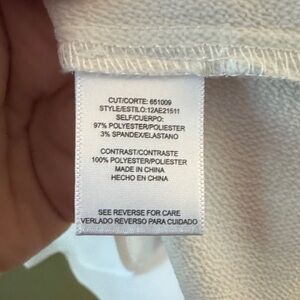 CUT/CORTE: 651009
STYLE/ESTILO:12AE21511
SELF/CUERPO:
97% POLYESTER/POLIESTER
3% SPANDEX/ELASTANO
CONTRAST/CONTRASTE
100% POLYESTER/POLIESTER
MADE IN CHINA
HECHO EN CHINA
SEE REVERSE FOR CARE
VERLADO REVERSO PARA CUIDADO